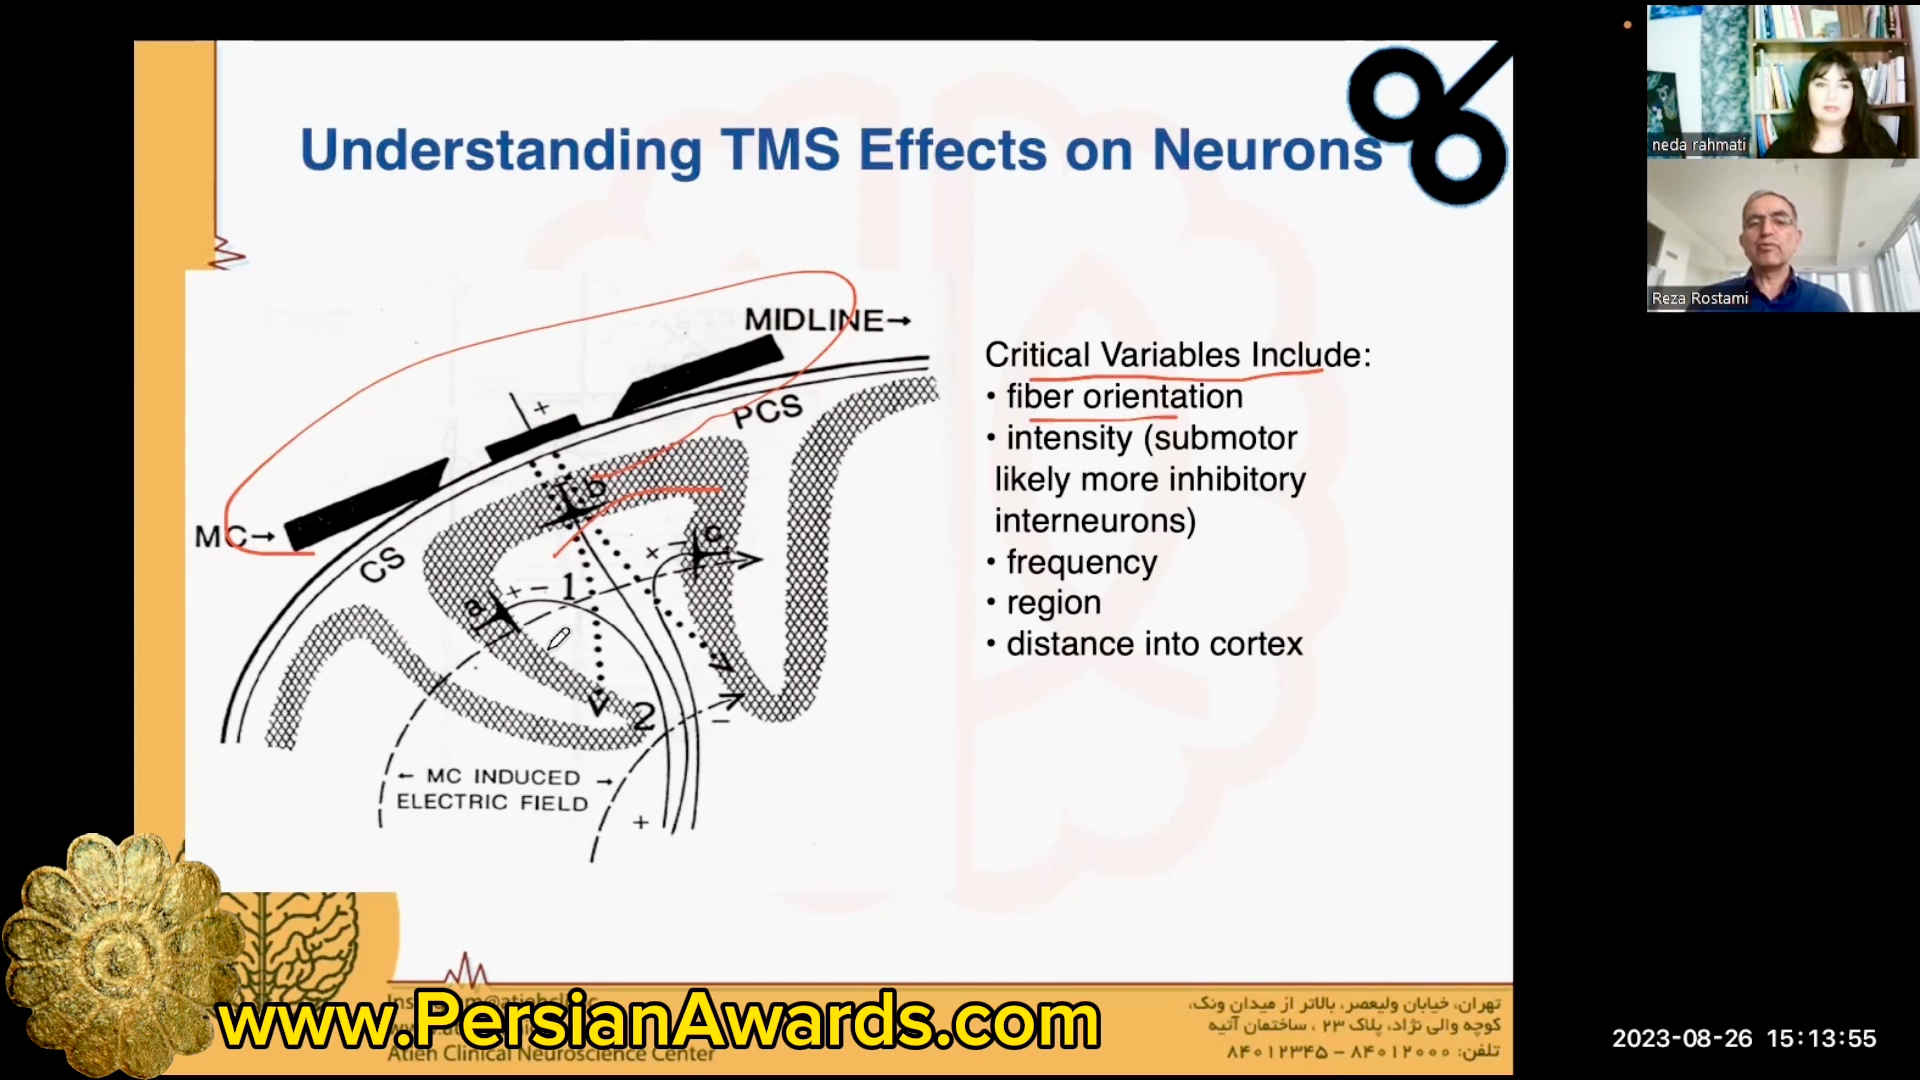 Understanding TMS Effects on Neurons
neda rahmati
Reza Rostami
MIDLINE→
+
PCS
MC→
CS
b
c
+ −
a
+ − 1
2
−
← MC INDUCED →
ELECTRIC FIELD
+
Critical Variables Include:
• fiber orientation
• intensity (submotor
likely more inhibitory
interneurons)
• frequency
• region
• distance into cortex
www.PersianAwards.com
Atieh Clinical Neuroscience Center
تهران، خیابان ولیعصر، بالاتر از میدان ونک،
کوچه والی نژاد، پلاک ۲۳ ، ساختمان آتیه
تلفن: ۸۴۰۱۲۰۰۰ – ۸۴۰۱۲۳۴۵
2023-08-26 15:13:55